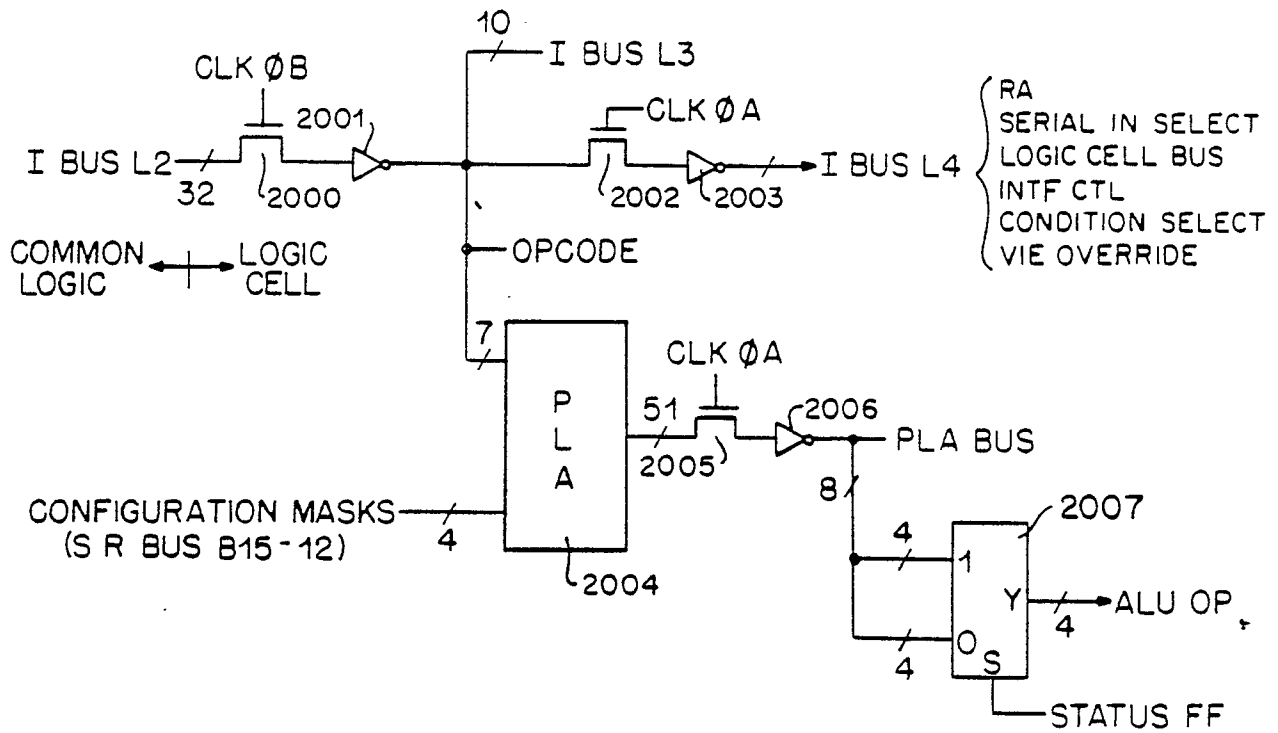 10
I BUS L3
CLK ØB
2001
CLK ØA
I BUS L2
32
2000
2002
2003
I BUS L4
RA
SERIAL IN SELECT
LOGIC CELL BUS
INTF CTL
CONDITION SELECT
VIE OVERRIDE
COMMON LOGIC
LOGIC CELL
OPCODE
7
PLA
CLK ØA
51
2005
2006
PLA BUS
8
CONFIGURATION MASKS
(S R BUS B15-12)
4
2004
2007
4
1
Y
4
ALU OP
4
0
S
STATUS FF